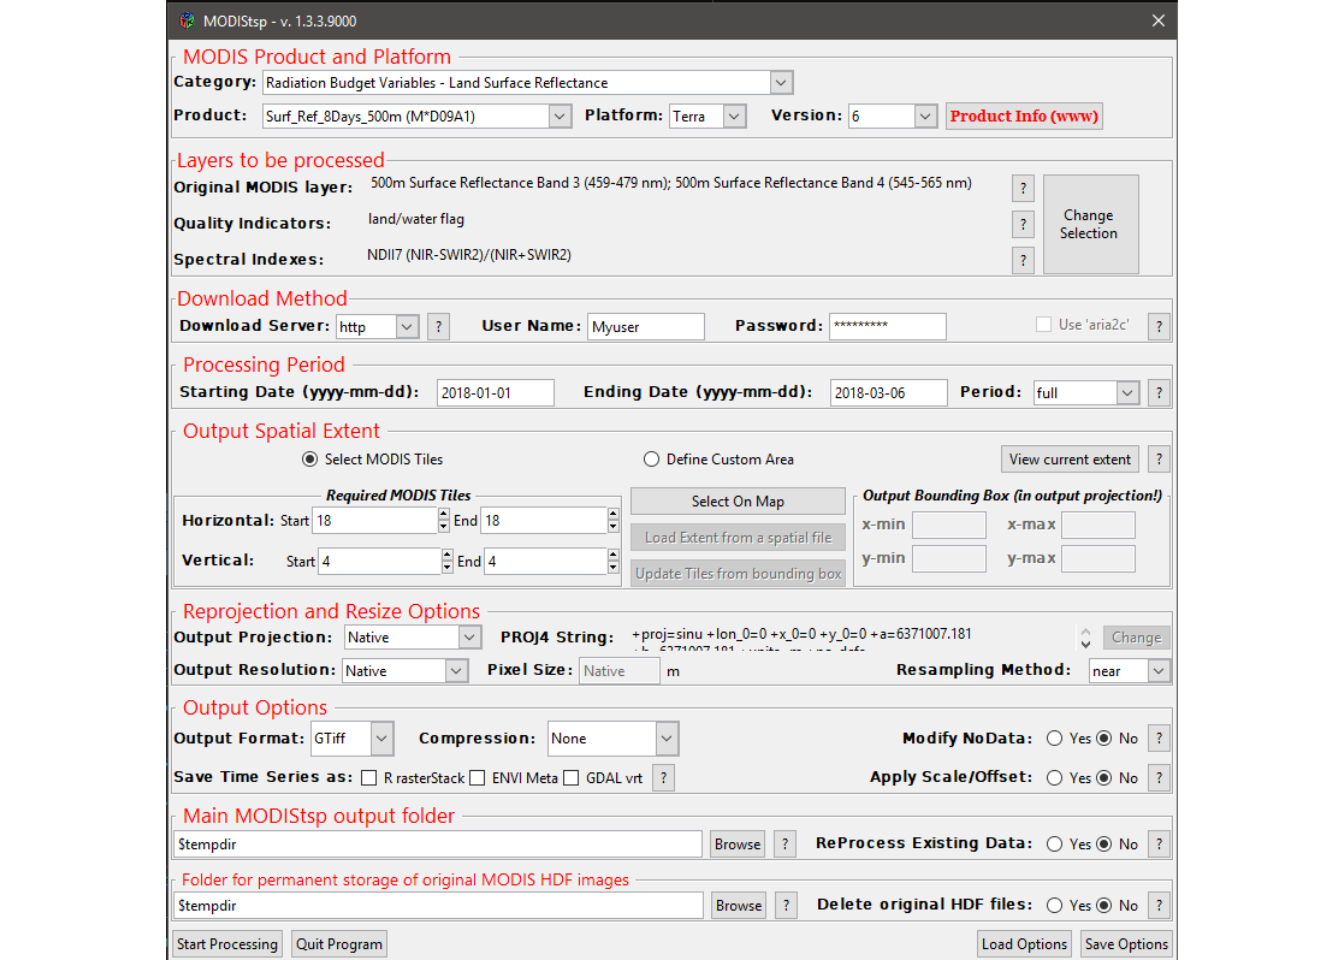 MODIStsp - v. 1.3.3.9000
MODIS Product and Platform
Category: Radiation Budget Variables - Land Surface Reflectance
Product: Surf_Ref_8Days_500m (M*D09A1) Platform: Terra Version: 6 Product Info (www)
Layers to be processed
Original MODIS layer: 500m Surface Reflectance Band 3 (459-479 nm); 500m Surface Reflectance Band 4 (545-565 nm) ?
Change
Selection
Quality Indicators: land/water flag ?
Spectral Indexes: NDII7 (NIR-SWIR2)/(NIR+SWIR2) ?
Download Method
Download Server: http ? User Name: Myuser Password: ********* Use 'aria2c' ?
Processing Period
Starting Date (yyyy-mm-dd): 2018-01-01 Ending Date (yyyy-mm-dd): 2018-03-06 Period: full ?
Output Spatial Extent
Select MODIS Tiles Define Custom Area View current extent ?
Required MODIS Tiles
Horizontal: Start 18 End 18
Vertical: Start 4 End 4
Select On Map
Load Extent from a spatial file
Update Tiles from bounding box
Output Bounding Box (in output projection!)
x-min x-max
y-min y-max
Reprojection and Resize Options
Output Projection: Native PROJ4 String: +proj=sinu +lon_0=0 +x_0=0 +y_0=0 +a=6371007.181 Change
Output Resolution: Native Pixel Size: Native m Resampling Method: near
Output Options
Output Format: GTiff Compression: None Modify NoData: Yes No ?
Save Time Series as: R rasterStack ENVI Meta GDAL vrt ? Apply Scale/Offset: Yes No ?
Main MODIStsp output folder
$tempdir Browse ? ReProcess Existing Data: Yes No ?
Folder for permanent storage of original MODIS HDF images
$tempdir Browse ? Delete original HDF files: Yes No ?
Start Processing Quit Program Load Options Save Options